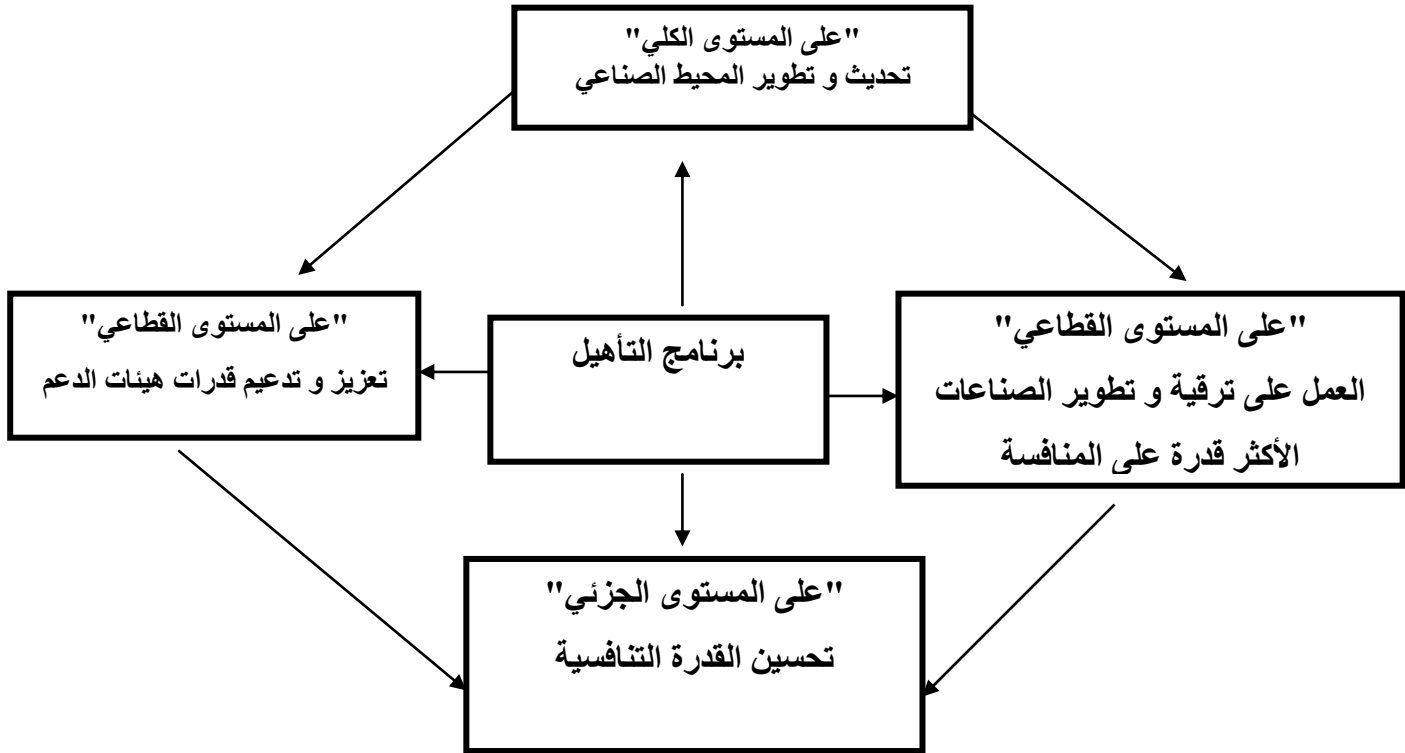 "على المستوى الكلي"
تحديث و تطوير المحيط الصناعي
"على المستوى القطاعي"
العمل على ترقية و تطوير الصناعات
الأكثر قدرة على المنافسة
برنامج التأهيل
"على المستوى القطاعي"
تعزيز و تدعيم قدرات هيئات الدعم
"على المستوى الجزئي"
تحسين القدرة التنافسية